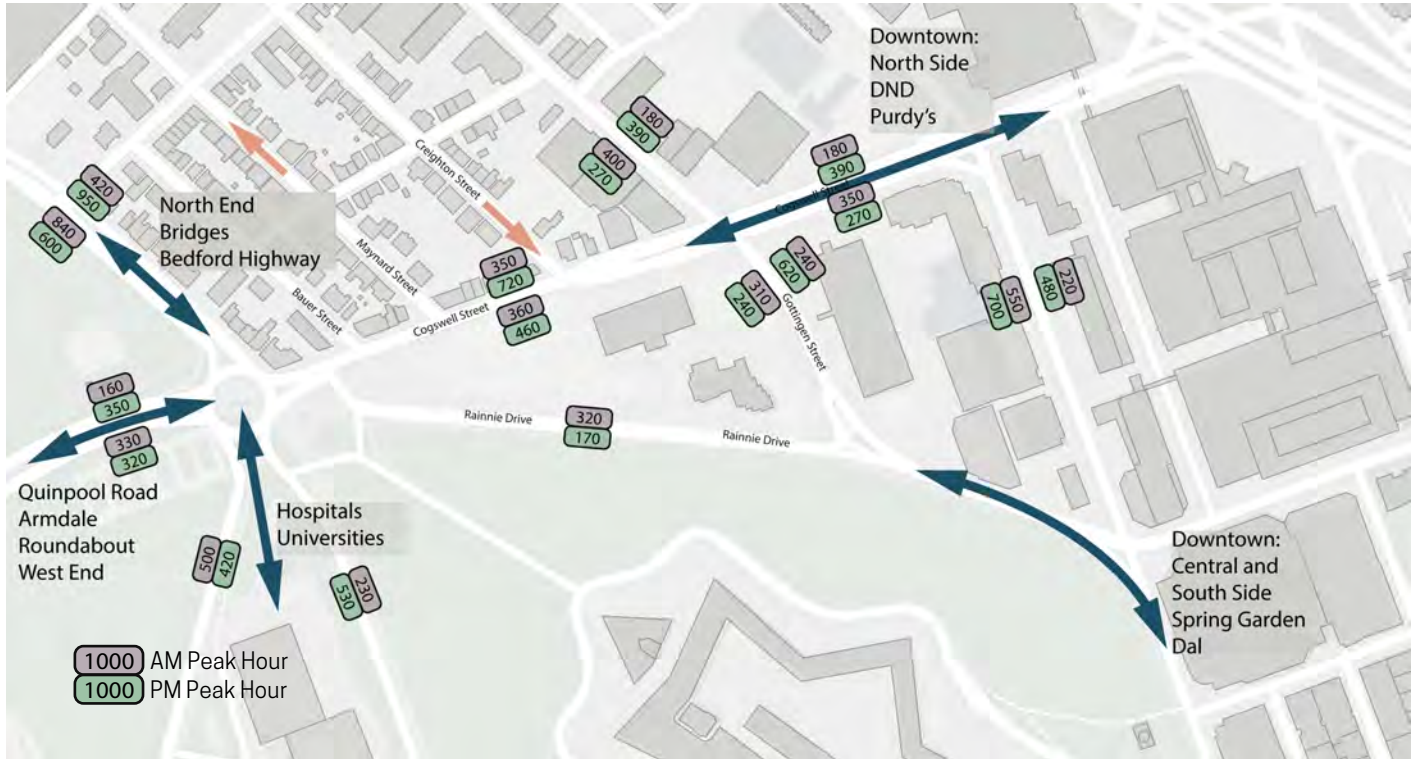 Downtown:
North Side
DND
Purdy's
180
390
400
270
180
390
350
270
Cogswell Street
Creighton Street
420
950
840
600
North End
Bridges
Bedford Highway
Maynard Street
Bauer Street
350
720
Cogswell Street
360
460
240
620
310
240
Gottingen Street
550
700
220
480
160
350
330
320
Rainnie Drive
320
170
Rainnie Drive
Quinpool Road
Armdale
Roundabout
West End
Hospitals
Universities
500
420
230
530
Downtown:
Central and
South Side
Spring Garden
Dal
1000 AM Peak Hour
1000 PM Peak Hour